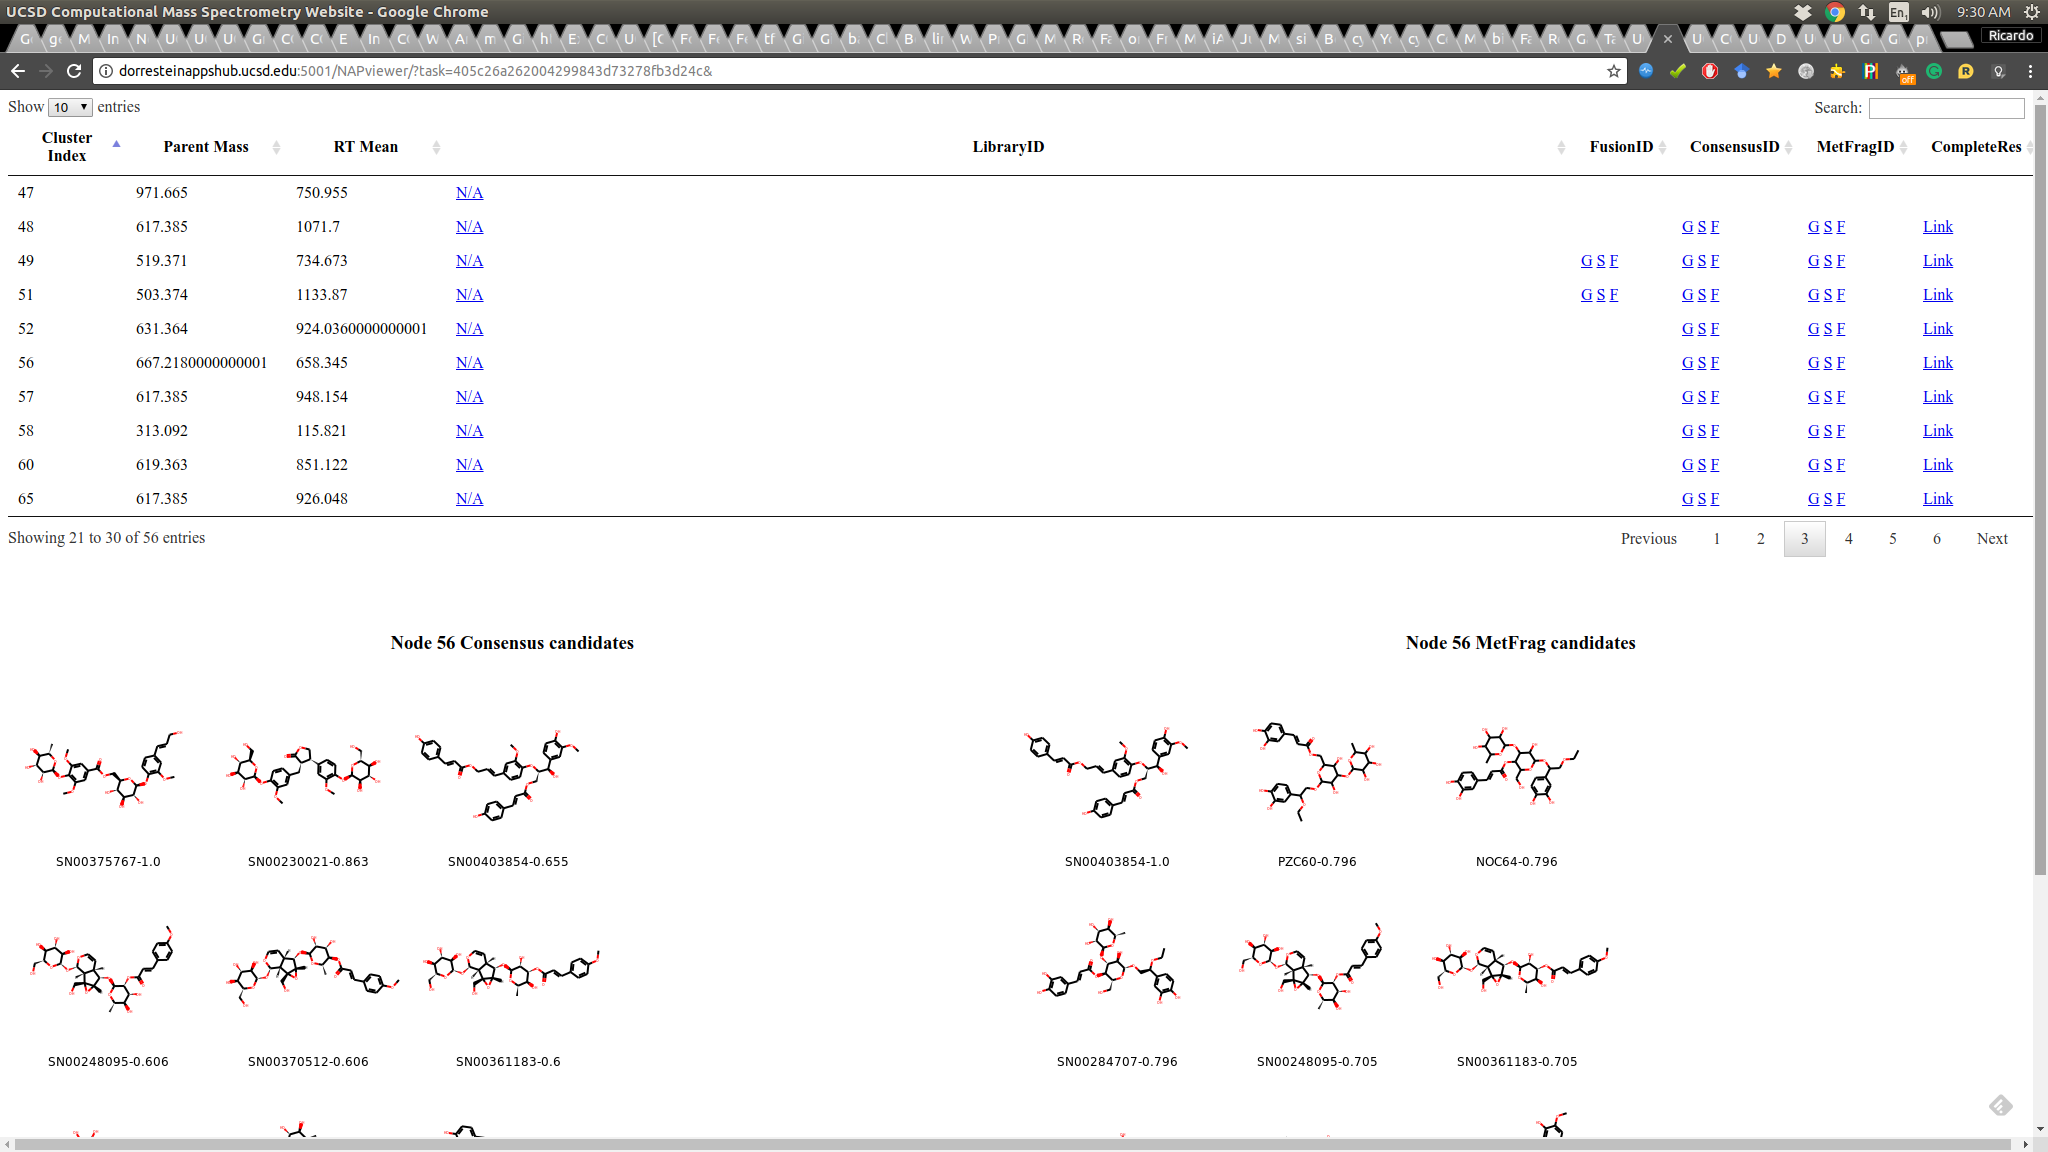 UCSD Computational Mass Spectrometry Website - Google Chrome
En1 9:30 AM
Ricardo
dorresteinappshub.ucsd.edu:5001/NAPviewer/?task=405c26a262004299843d73278fb3d24c&
off
Show 10 entries Search:
Cluster Index Parent Mass RT Mean LibraryID FusionID ConsensusID MetFragID CompleteRes
47 971.665 750.955 N/A
48 617.385 1071.7 N/A G S F G S F Link
49 519.371 734.673 N/A G S F G S F G S F Link
51 503.374 1133.87 N/A G S F G S F G S F Link
52 631.364 924.0360000000001 N/A G S F G S F Link
56 667.2180000000001 658.345 N/A G S F G S F Link
57 617.385 948.154 N/A G S F G S F Link
58 313.092 115.821 N/A G S F G S F Link
60 619.363 851.122 N/A G S F G S F Link
65 617.385 926.048 N/A G S F G S F Link
Showing 21 to 30 of 56 entries Previous 1 2 3 4 5 6 Next
Node 56 Consensus candidates Node 56 MetFrag candidates
SN00375767-1.0 SN00230021-0.863 SN00403854-0.655 SN00403854-1.0 PZC60-0.796 NOC64-0.796
SN00248095-0.606 SN00370512-0.606 SN00361183-0.6 SN00284707-0.796 SN00248095-0.705 SN00361183-0.705